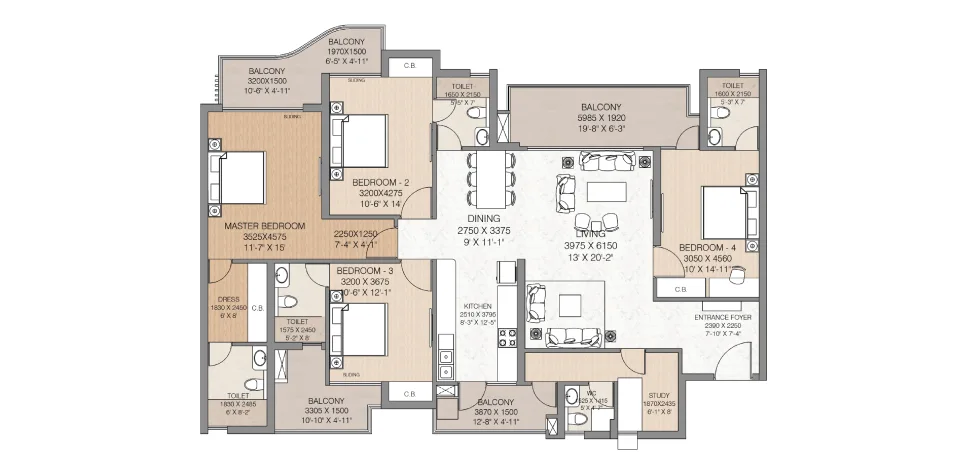 BALCONY
1970X1500
6'-5" X 4'-11"
C.B.
BALCONY
3200X1500
10'-6" X 4'-11"
SLIDING
SLIDING
TOILET
1650 X 2150
5'-5" X 7'
BALCONY
5985 X 1920
19'-8" X 6'-3"
TOILET
1600 X 2150
5'-3" X 7'
BEDROOM - 2
3200X4275
10'-6" X 14'
MASTER BEDROOM
3525X4575
11'-7" X 15'
2250X1250
7'-4" X 4'-1"
DINING
2750 X 3375
9' X 11'-1"
LIVING
3975 X 6150
13' X 20'-2"
BEDROOM - 4
3050 X 4560
10' X 14'-11"
C.B.
BEDROOM - 3
3200 X 3675
10'-6" X 12'-1"
DRESS
1830 X 2450
6' X 8'
C.B.
TOILET
1575 X 2450
5'-2" X 8'
KITCHEN
2510 X 3795
8'-3" X 12'-5"
ENTRANCE FOYER
2390 X 2250
7'-10" X 7'-4"
SLIDING
TOILET
1830 X 2485
6' X 8'-2"
BALCONY
3305 X 1500
10'-10" X 4'-11"
C.B.
BALCONY
3870 X 1500
12'-8" X 4'-11"
WC
X 1415
STUDY
1870X2435
6'-1" X 8'